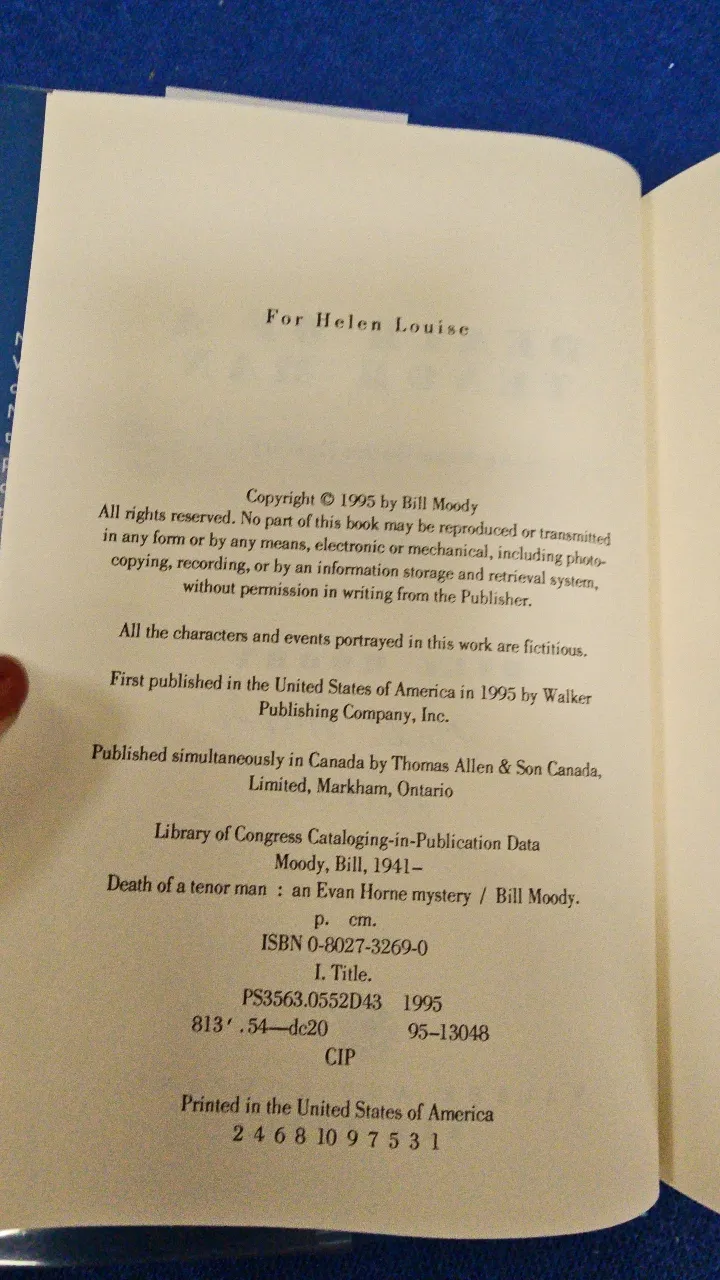 For Helen Louise
Copyright © 1995 by Bill Moody
All rights reserved. No part of this book may be reproduced or transmitted
in any form or by any means, electronic or mechanical, including photo-
copying, recording, or by an information storage and retrieval system,
without permission in writing from the Publisher.
All the characters and events portrayed in this work are fictitious.
First published in the United States of America in 1995 by Walker
Publishing Company, Inc.
Published simultaneously in Canada by Thomas Allen & Son Canada,
Limited, Markham, Ontario
Library of Congress Cataloging-in-Publication Data
Moody, Bill, 1941–
Death of a tenor man : an Evan Horne mystery / Bill Moody.
p. cm.
ISBN 0-8027-3269-0
I. Title.
PS3563.0552D43 1995
813′.54—dc20 95–13048
CIP
Printed in the United States of America
2 4 6 8 10 9 7 5 3 1